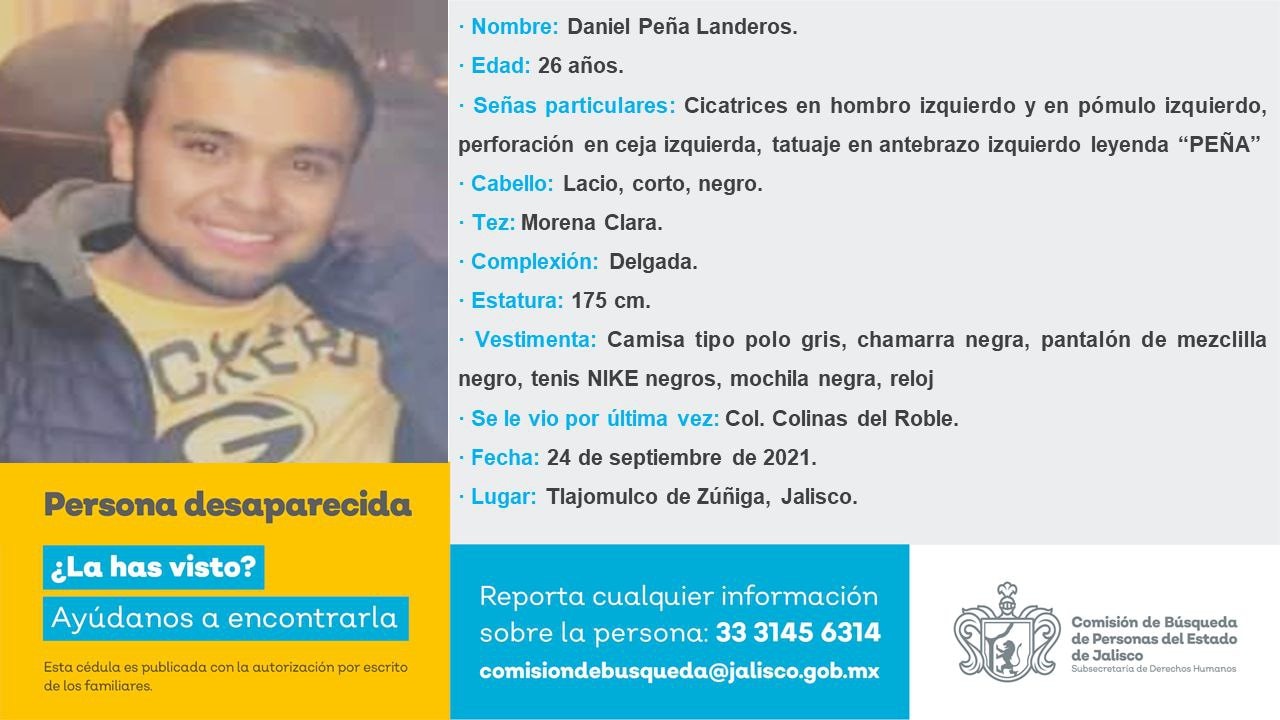 · Nombre: Daniel Peña Landeros.
· Edad: 26 años.
· Señas particulares: Cicatrices en hombro izquierdo y en pómulo izquierdo,
perforación en ceja izquierda, tatuaje en antebrazo izquierdo leyenda “PEÑA”
· Cabello: Lacio, corto, negro.
· Tez: Morena Clara.
· Complexión: Delgada.
· Estatura: 175 cm.
· Vestimenta: Camisa tipo polo gris, chamarra negra, pantalón de mezclilla
negro, tenis NIKE negros, mochila negra, reloj
· Se le vio por última vez: Col. Colinas del Roble.
· Fecha: 24 de septiembre de 2021.
· Lugar: Tlajomulco de Zúñiga, Jalisco.
CKERS
G
Persona desaparecida
¿La has visto?
Ayúdanos a encontrarla
Esta cédula es publicada con la autorización por escrito
de los familiares.
Reporta cualquier información
sobre la persona: 33 3145 6314
comisiondebusqueda@jalisco.gob.mx
Comisión de Búsqueda
de Personas del Estado
de Jalisco
Subsecretaría de Derechos Humanos